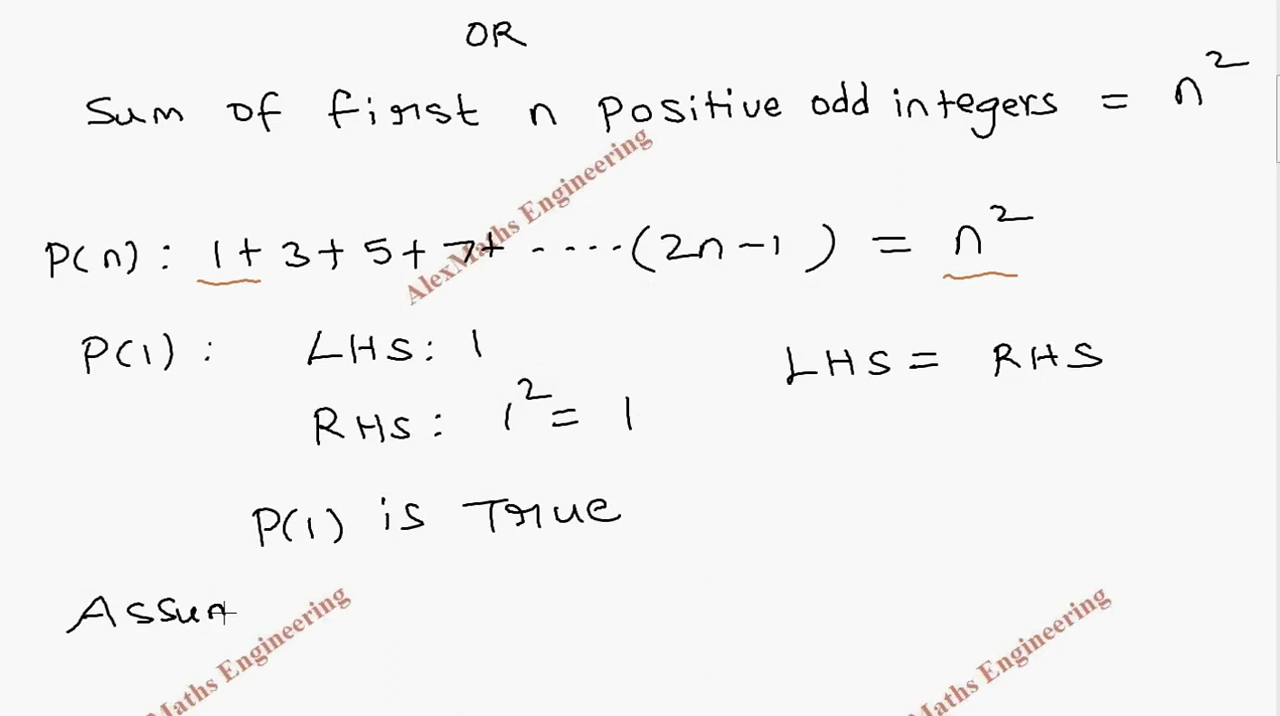 OR
Sum of first n positive odd integers = n²
P(n) : 1 + 3 + 5 + 7 + ----- (2n-1) = n²
P(1) : LHS : 1 LHS = RHS
RHS : 1² = 1
P(1) is True
Assum
AlexMaths Engineering
Maths Engineering
Maths Engineering